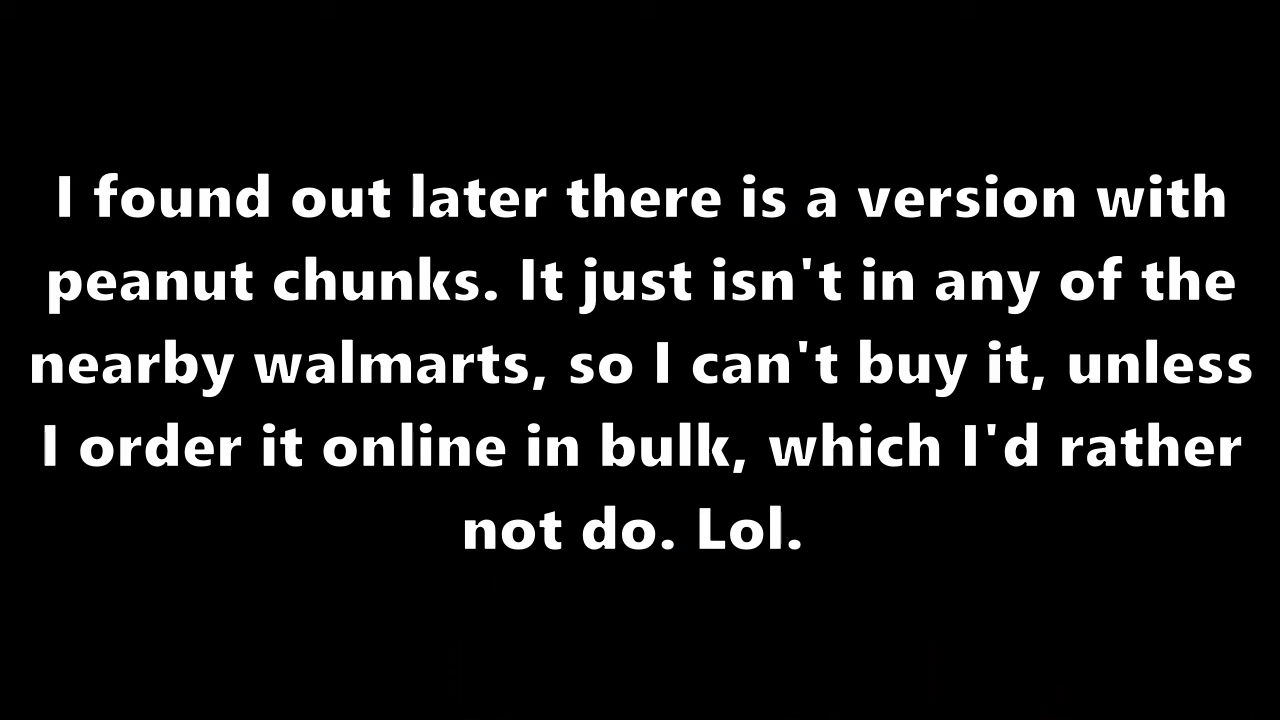 I found out later there is a version with
peanut chunks. It just isn't in any of the
nearby walmarts, so I can't buy it, unless
I order it online in bulk, which I'd rather
not do. Lol.